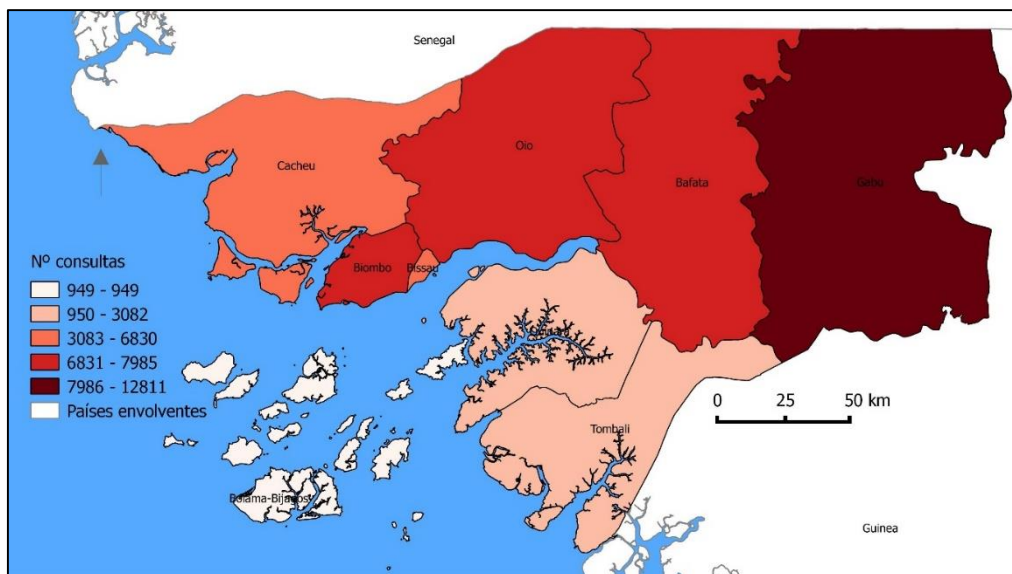 Senegal
Oio
Cacheu
Bafata
Gabu
Biombo
Bissau
Nº consultas
949 - 949
950 - 3082
3083 - 6830
6831 - 7985
7986 - 12811
Países envolventes
0 25 50 km
Tombali
Bolama-Bijagos
Guinea